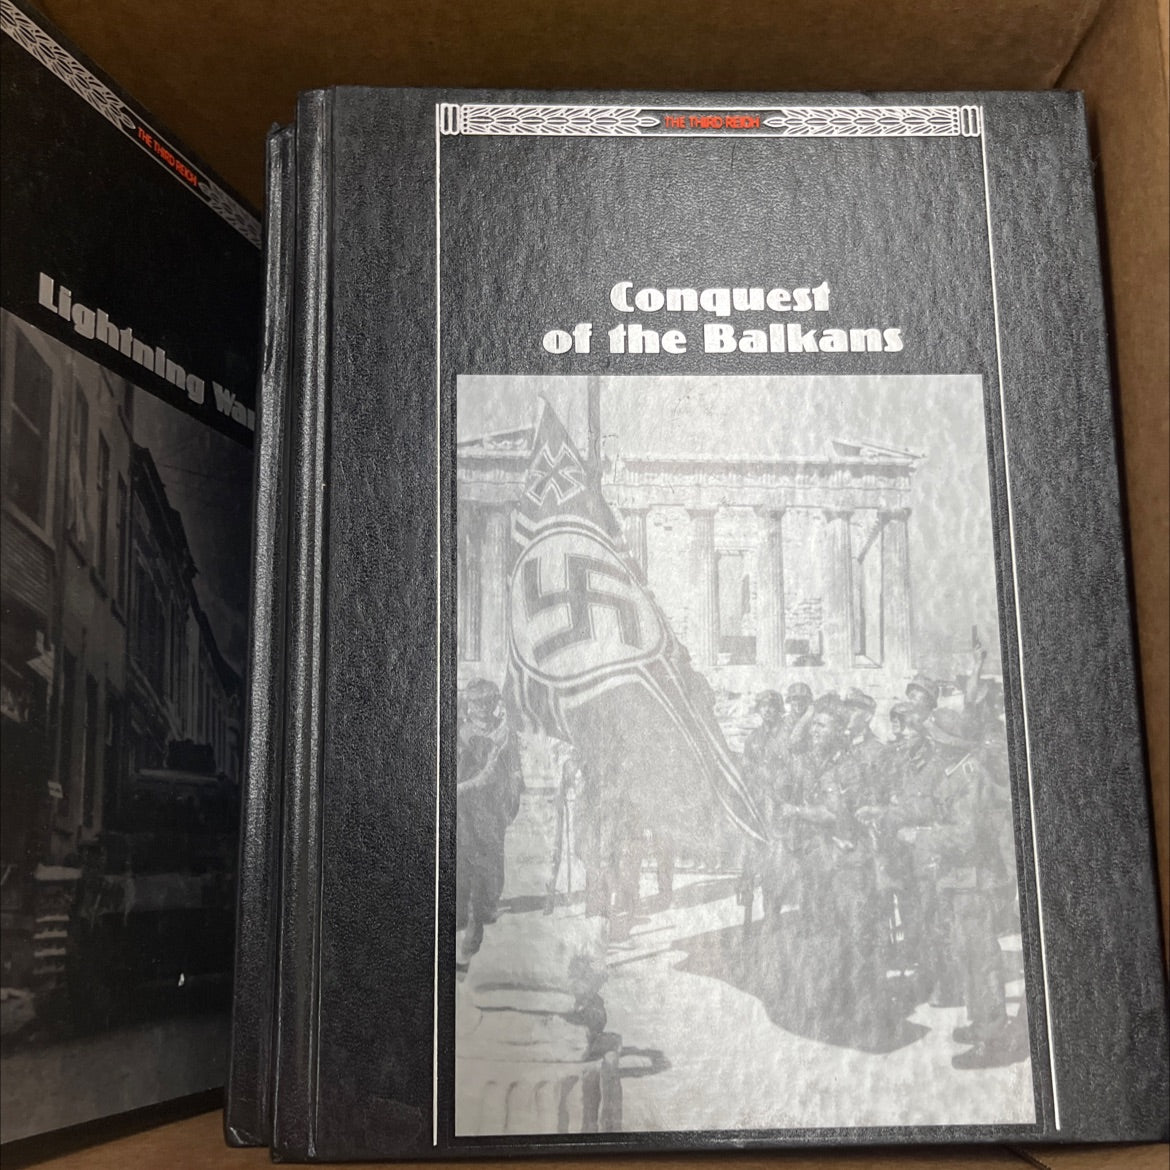 THE THIRD REICH
Lightning War
THE THIRD REICH
Conquest
of the Balkans